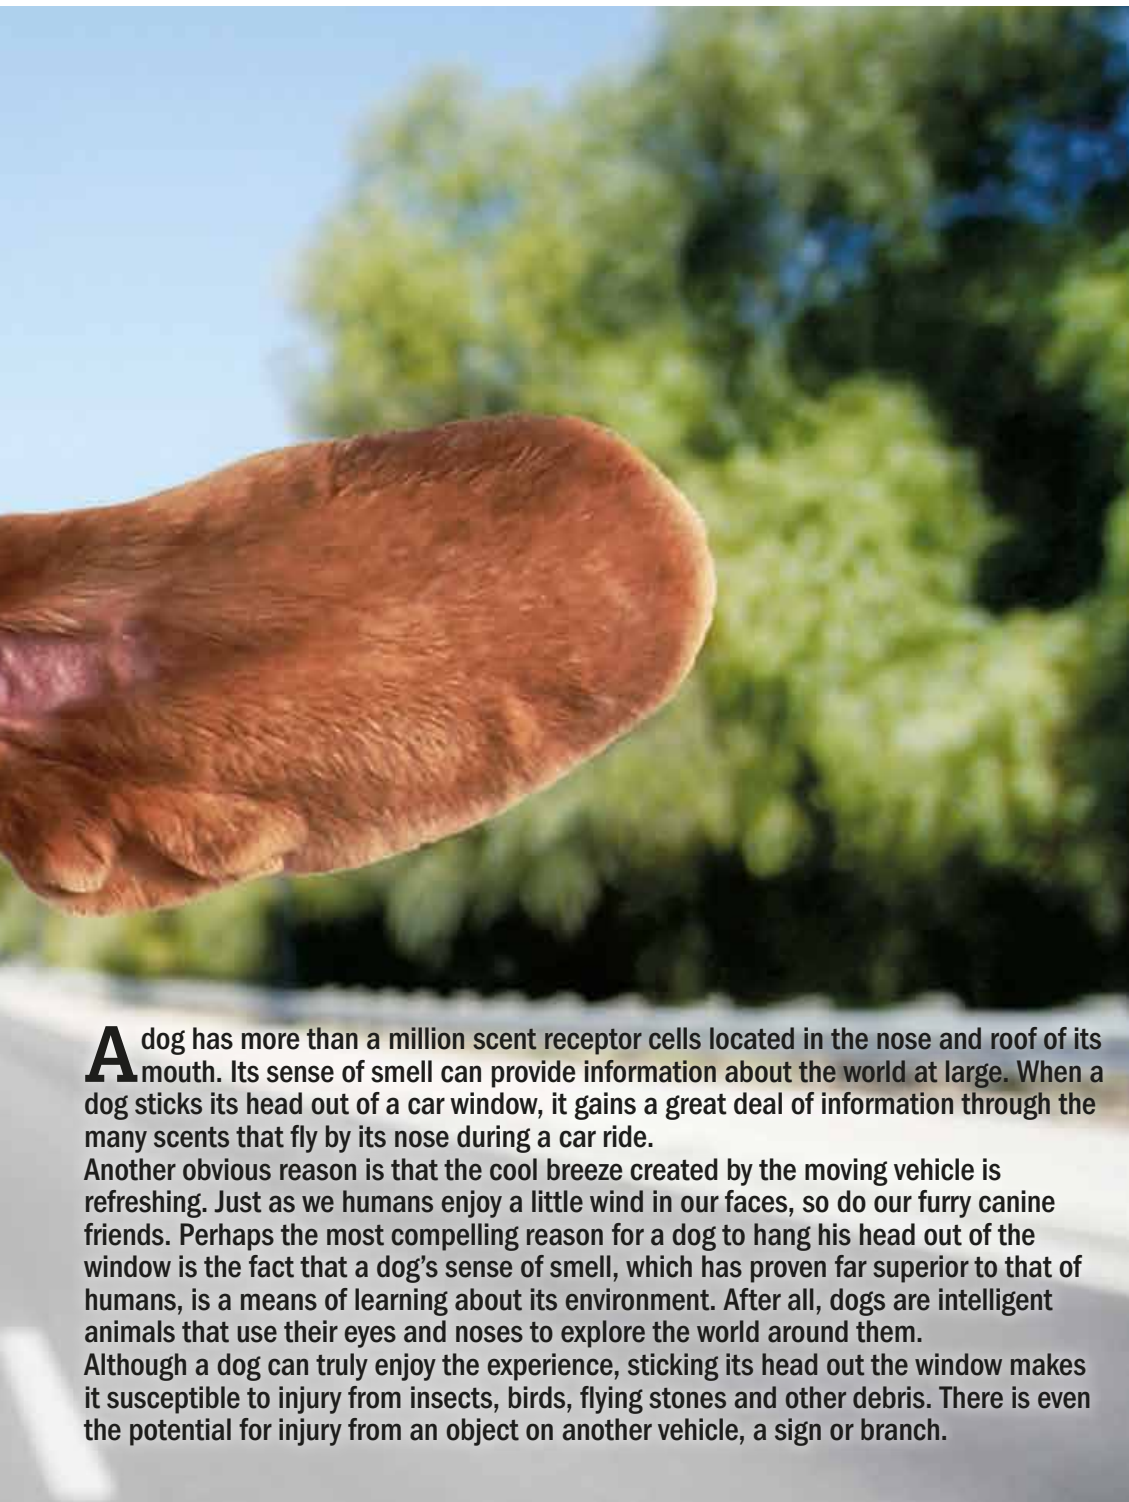 A dog has more than a million scent receptor cells located in the nose and roof of its
mouth. Its sense of smell can provide information about the world at large. When a
dog sticks its head out of a car window, it gains a great deal of information through the
many scents that fly by its nose during a car ride.
Another obvious reason is that the cool breeze created by the moving vehicle is
refreshing. Just as we humans enjoy a little wind in our faces, so do our furry canine
friends. Perhaps the most compelling reason for a dog to hang his head out of the
window is the fact that a dog's sense of smell, which has proven far superior to that of
humans, is a means of learning about its environment. After all, dogs are intelligent
animals that use their eyes and noses to explore the world around them.
Although a dog can truly enjoy the experience, sticking its head out the window makes
it susceptible to injury from insects, birds, flying stones and other debris. There is even
the potential for injury from an object on another vehicle, a sign or branch.